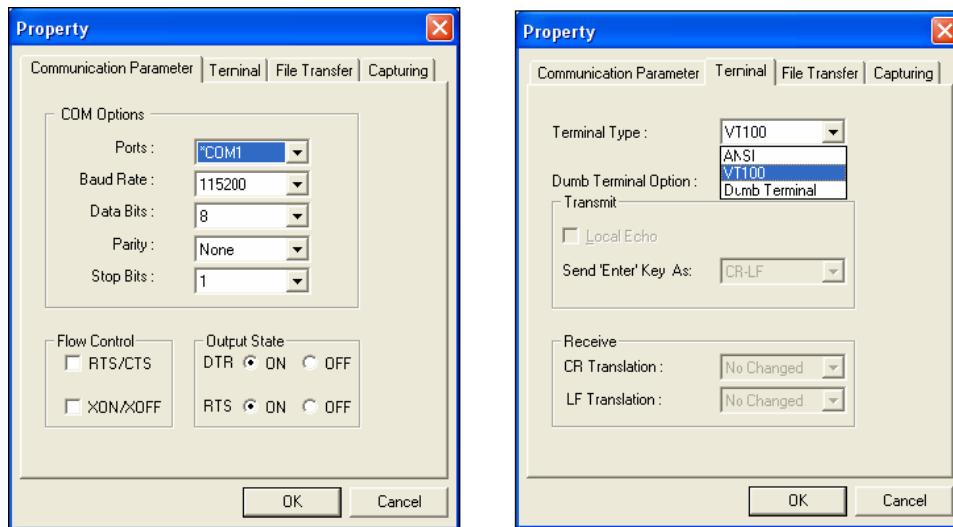 Property
Communication Parameter Terminal File Transfer Capturing
COM Options
Ports : *COM1
Baud Rate : 115200
Data Bits : 8
Parity : None
Stop Bits : 1
Flow Control
RTS/CTS
XON/XOFF
Output State
DTR ON OFF
RTS ON OFF
OK Cancel
Property
Communication Parameter Terminal File Transfer Capturing
Terminal Type : VT100
ANSI
VT100
Dumb Terminal
Dumb Terminal Option :
Transmit
Local Echo
Send 'Enter' Key As: CR-LF
Receive
CR Translation : No Changed
LF Translation : No Changed
OK Cancel